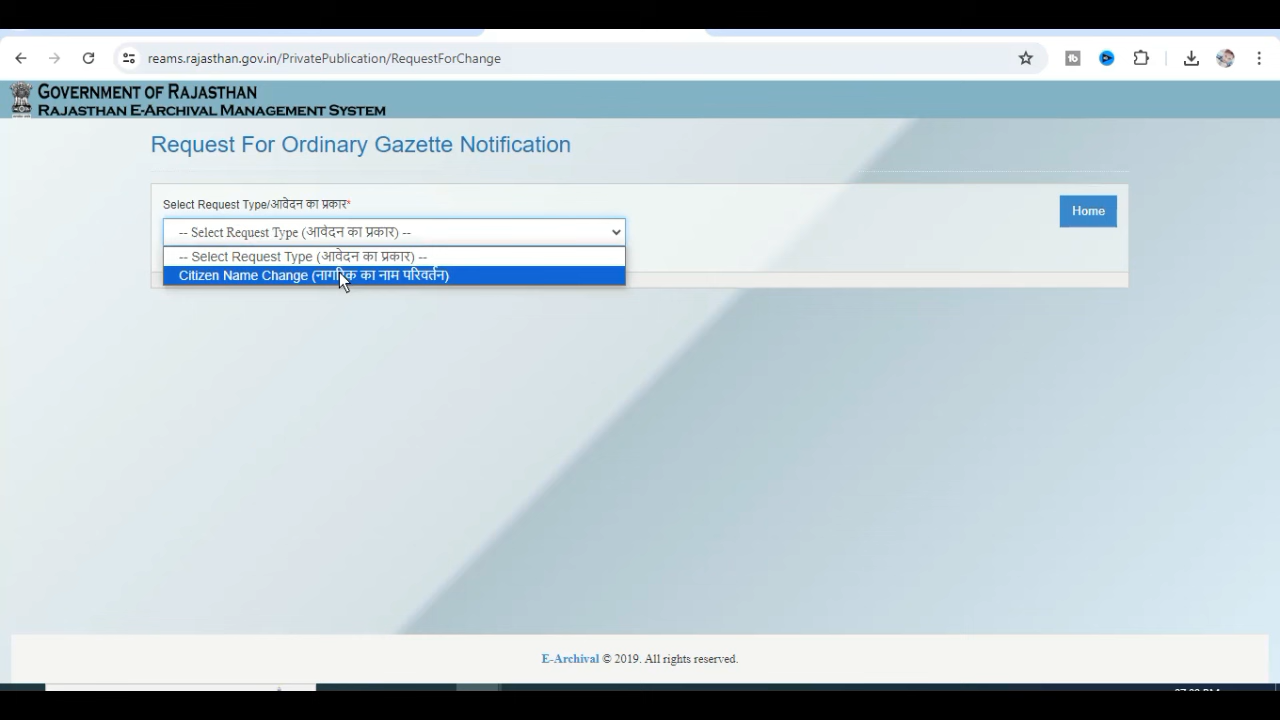 reams.rajasthan.gov.in/PrivatePublication/RequestForChange
GOVERNMENT OF RAJASTHAN
RAJASTHAN E-ARCHIVAL MANAGEMENT SYSTEM
Request For Ordinary Gazette Notification
Select Request Type/आवेदन का प्रकार*
Home
-- Select Request Type (आवेदन का प्रकार) --
-- Select Request Type (आवेदन का प्रकार) --
Citizen Name Change (नागरिक का नाम परिवर्तन)
E-Archival © 2019. All rights reserved.